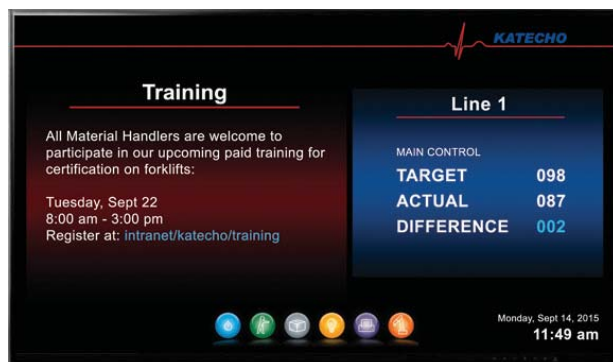 KATECHO
Training
All Material Handlers are welcome to
participate in our upcoming paid training for
certification on forklifts:
Tuesday, Sept 22
8:00 am - 3:00 pm
Register at: intranet/katecho/training
Line 1
MAIN CONTROL
TARGET 098
ACTUAL 087
DIFFERENCE 002
Monday, Sept 14, 2015
11:49 am